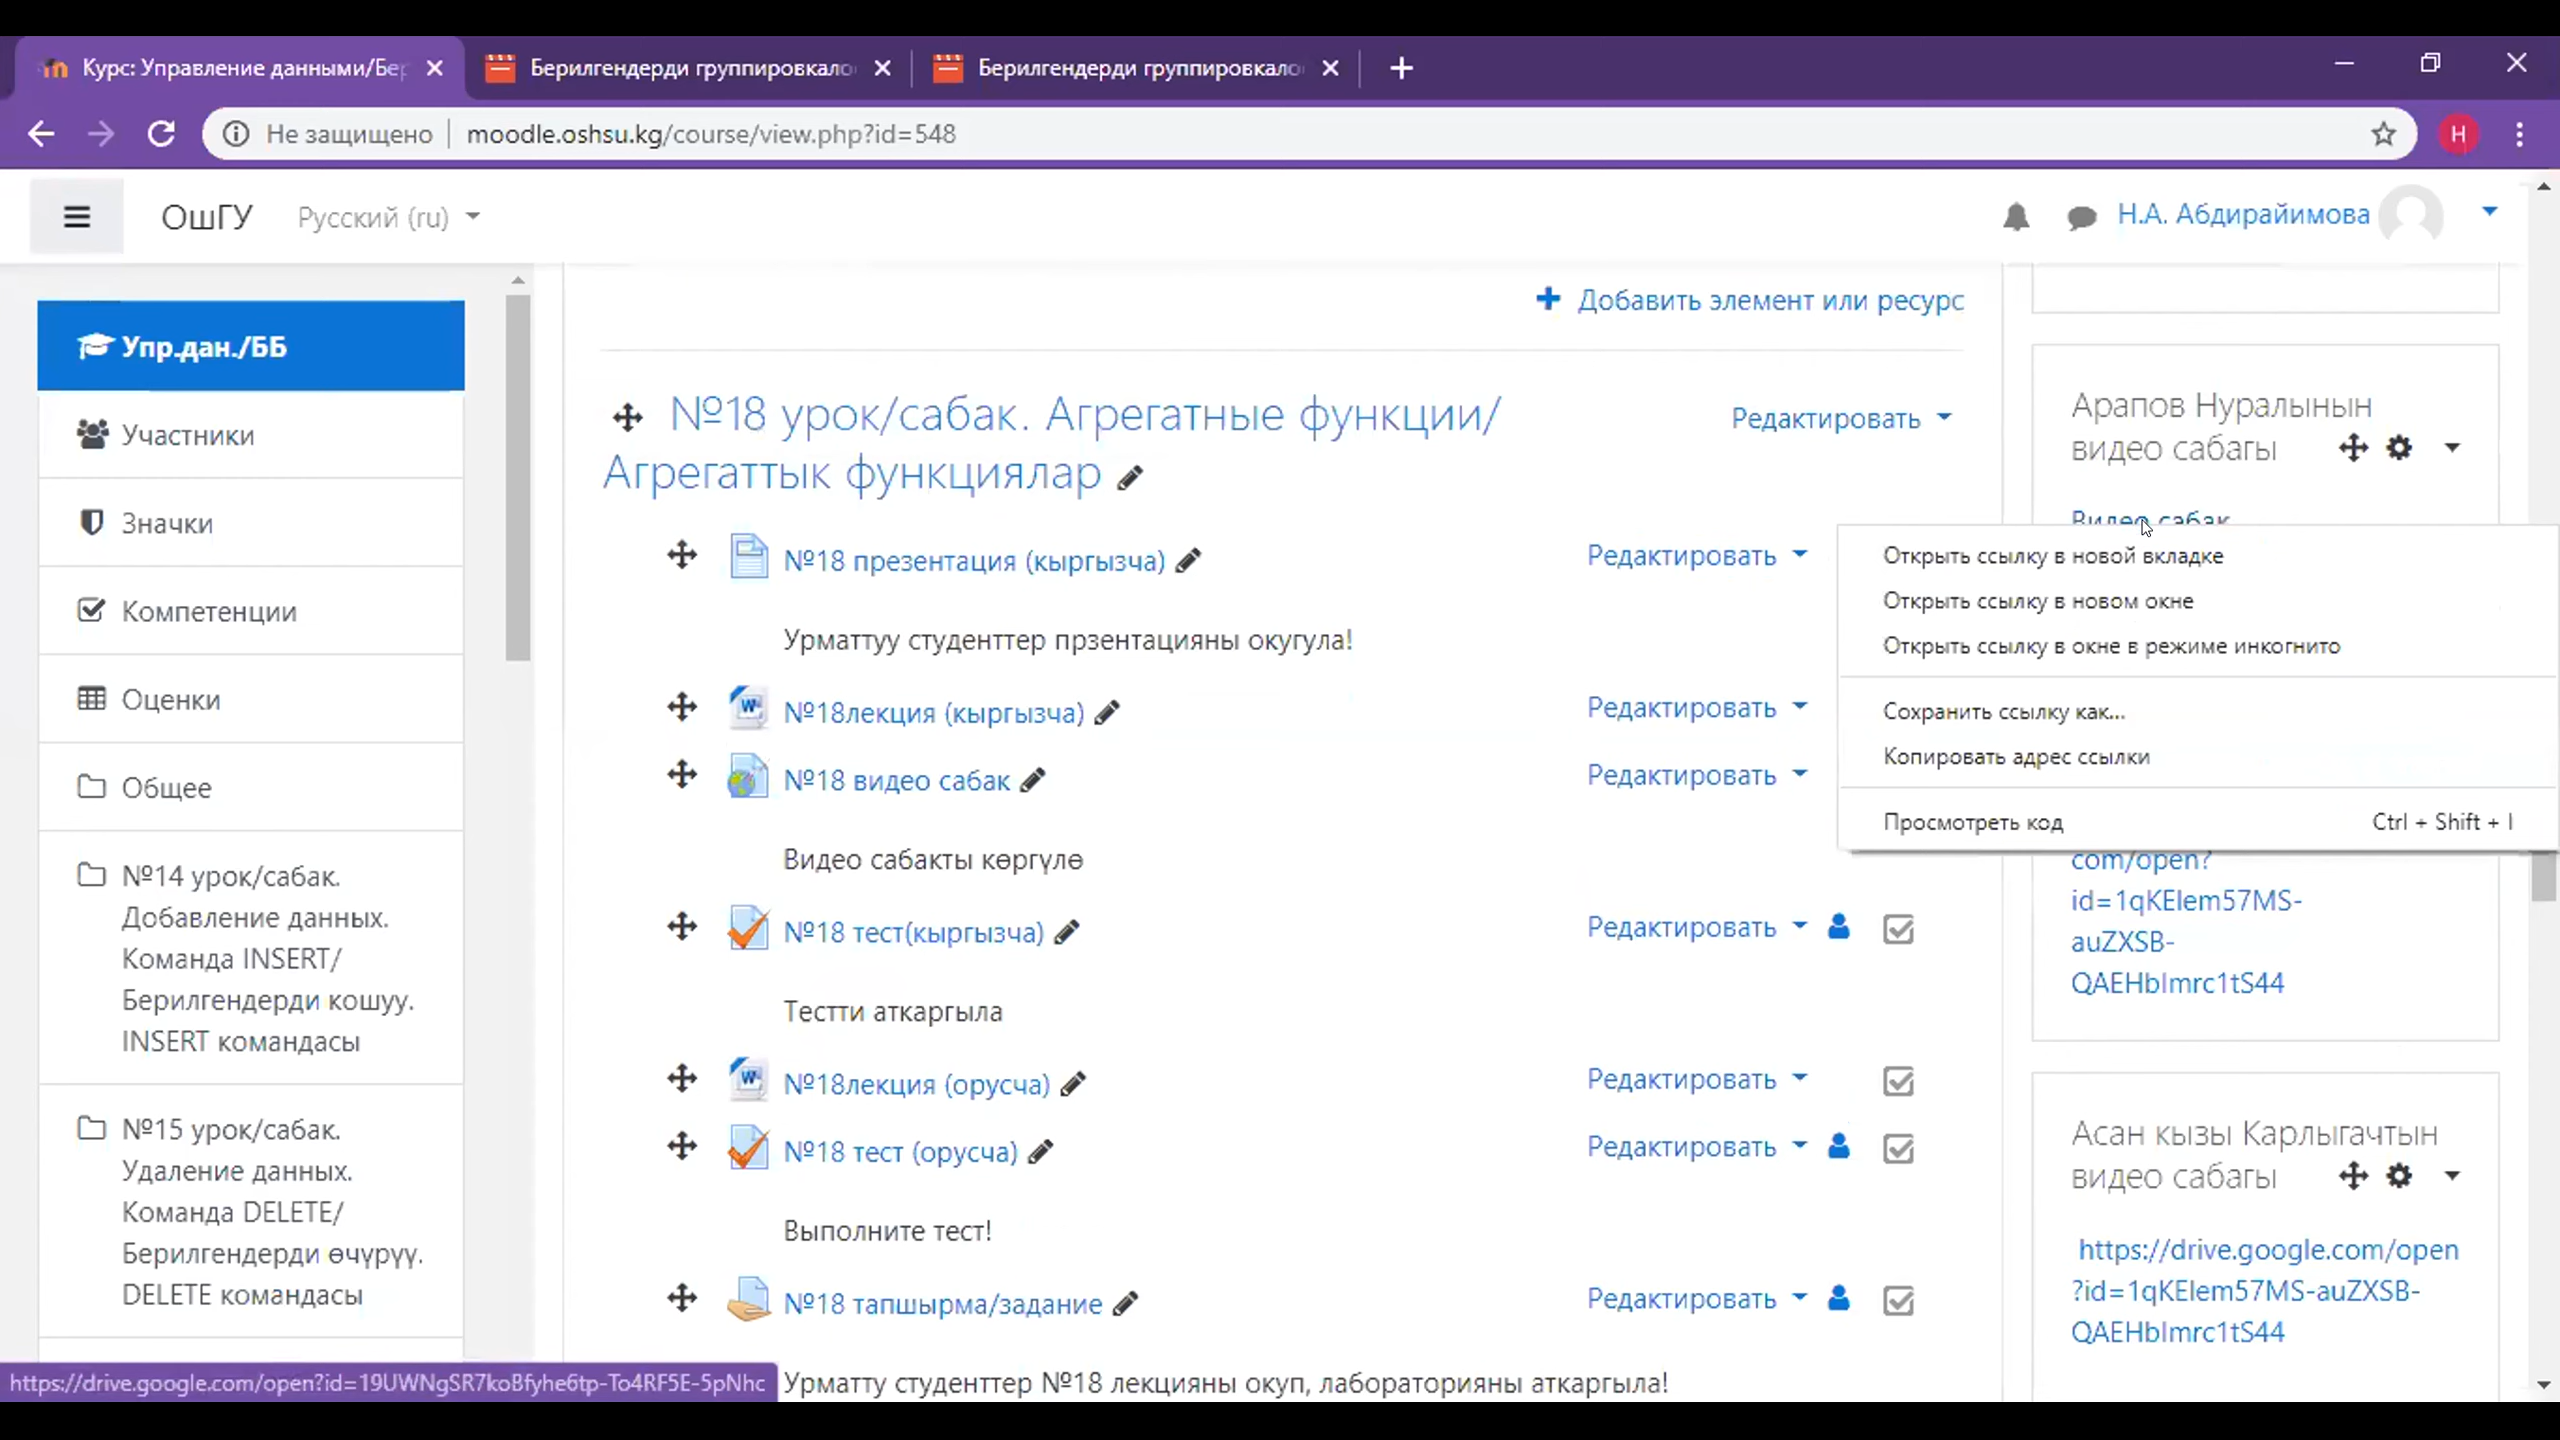 Курс: Управление данными/Бер
Берилгендерди группировкало
Берилгендерди группировкало
Не защищено
moodle.oshsu.kg/course/view.php?id=548
H
ОшГУ
Русский (ru)
Н.А. Абдирайимова
Упр.дан./ББ
Участники
Значки
Компетенции
Оценки
Общее
№14 урок/сабак.
Добавление данных.
Команда INSERT/
Берилгендерди кошуу.
INSERT командасы
№15 урок/сабак.
Удаление данных.
Команда DELETE/
Берилгендерди өчүрүү.
DELETE командасы
https://drive.google.com/open?id=19UWNgSR7koBfyhe6tp-To4RF5E-5pNhc
Добавить элемент или ресурс
№18 урок/сабак. Агрегатные функции/
Агрегаттык функциялар
Редактировать
№18 презентация (кыргызча)
Редактировать
Урматтуу студенттер прзентацияны окугула!
№18лекция (кыргызча)
Редактировать
№18 видео сабак
Редактировать
Видео сабакты көргүлө
№18 тест(кыргызча)
Редактировать
Тестти аткаргыла
№18лекция (орусча)
Редактировать
№18 тест (орусча)
Редактировать
Выполните тест!
№18 тапшырма/задание
Редактировать
Урматту студенттер №18 лекцияны окуп, лабораторияны аткаргыла!
Арапов Нуралынын
видео сабагы
Видео сабак
Открыть ссылку в новой вкладке
Открыть ссылку в новом окне
Открыть ссылку в окне в режиме инкогнито
Сохранить ссылку как...
Копировать адрес ссылки
Просмотреть код Ctrl + Shift + I
com/open?
id=1qKElem57MS-
auZXSB-
QAEHbImrc1tS44
Асан кызы Карлыгачтын
видео сабагы
https://drive.google.com/open
?id=1qKElem57MS-auZXSB-
QAEHbImrc1tS44